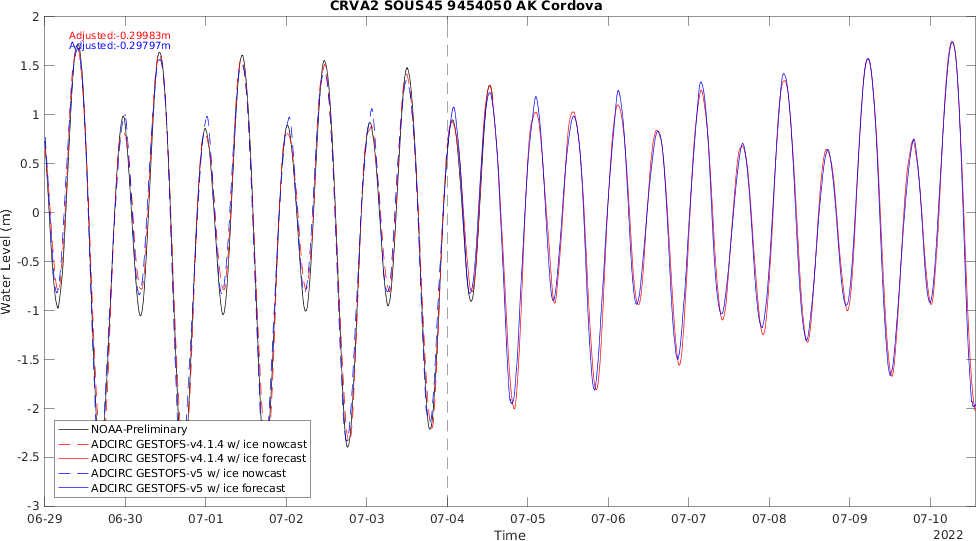 CRVA2 SOUS45 9454050 AK Cordova
Adjusted:-0.29983m
Adjusted:-0.29797m
2
1.5
1
0.5
0
-0.5
-1
-1.5
-2
-2.5
-3
Water Level (m)
NOAA-Preliminary
ADCIRC GESTOFS-v4.1.4 w/ ice nowcast
ADCIRC GESTOFS-v4.1.4 w/ ice forecast
ADCIRC GESTOFS-v5 w/ ice nowcast
ADCIRC GESTOFS-v5 w/ ice forecast
06-29 06-30 07-01 07-02 07-03 07-04 07-05 07-06 07-07 07-08 07-09 07-10
Time
2022